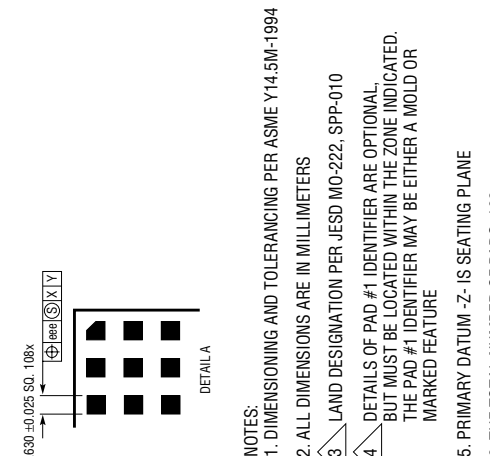 630 ±0.025 SQ. 108x
eee S X Y
DETAIL A
NOTES:
1. DIMENSIONING AND TOLERANCING PER ASME Y14.5M-1994
2. ALL DIMENSIONS ARE IN MILLIMETERS
3 LAND DESIGNATION PER JESD MO-222, SPP-010
4 DETAILS OF PAD #1 IDENTIFIER ARE OPTIONAL,
BUT MUST BE LOCATED WITHIN THE ZONE INDICATED.
THE PAD #1 IDENTIFIER MAY BE EITHER A MOLD OR
MARKED FEATURE
5. PRIMARY DATUM -Z- IS SEATING PLANE